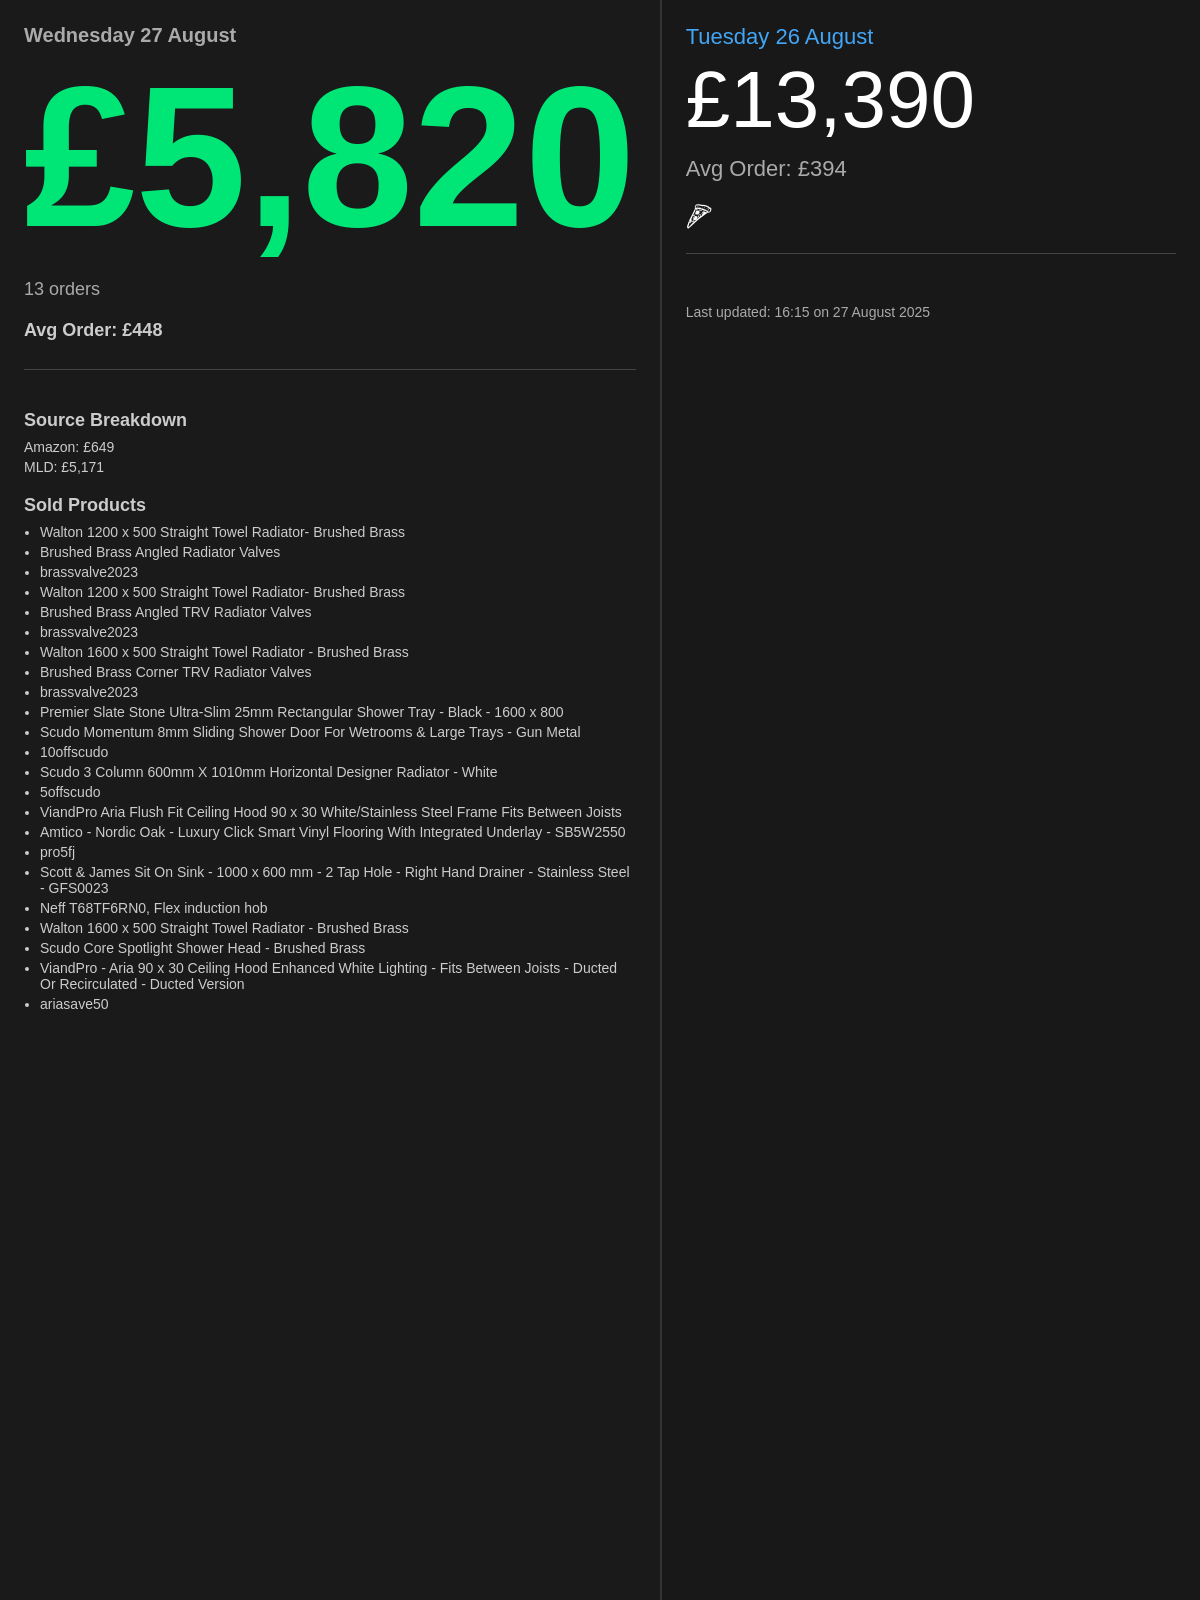 Wednesday 27 August
£5,820
13 orders
Avg Order: £448
Source Breakdown
Amazon: £649
MLD: £5,171
Sold Products
• Walton 1200 x 500 Straight Towel Radiator- Brushed Brass
• Brushed Brass Angled Radiator Valves
• brassvalve2023
• Walton 1200 x 500 Straight Towel Radiator- Brushed Brass
• Brushed Brass Angled TRV Radiator Valves
• brassvalve2023
• Walton 1600 x 500 Straight Towel Radiator - Brushed Brass
• Brushed Brass Corner TRV Radiator Valves
• brassvalve2023
• Premier Slate Stone Ultra-Slim 25mm Rectangular Shower Tray - Black - 1600 x 800
• Scudo Momentum 8mm Sliding Shower Door For Wetrooms & Large Trays - Gun Metal
• 10offscudo
• Scudo 3 Column 600mm X 1010mm Horizontal Designer Radiator - White
• 5offscudo
• ViandPro Aria Flush Fit Ceiling Hood 90 x 30 White/Stainless Steel Frame Fits Between Joists
• Amtico - Nordic Oak - Luxury Click Smart Vinyl Flooring With Integrated Underlay - SB5W2550
• pro5fj
• Scott & James Sit On Sink - 1000 x 600 mm - 2 Tap Hole - Right Hand Drainer - Stainless Steel
- GFS0023
• Neff T68TF6RN0, Flex induction hob
• Walton 1600 x 500 Straight Towel Radiator - Brushed Brass
• Scudo Core Spotlight Shower Head - Brushed Brass
• ViandPro - Aria 90 x 30 Ceiling Hood Enhanced White Lighting - Fits Between Joists - Ducted
Or Recirculated - Ducted Version
• ariasave50
Tuesday 26 August
£13,390
Avg Order: £394
Last updated: 16:15 on 27 August 2025